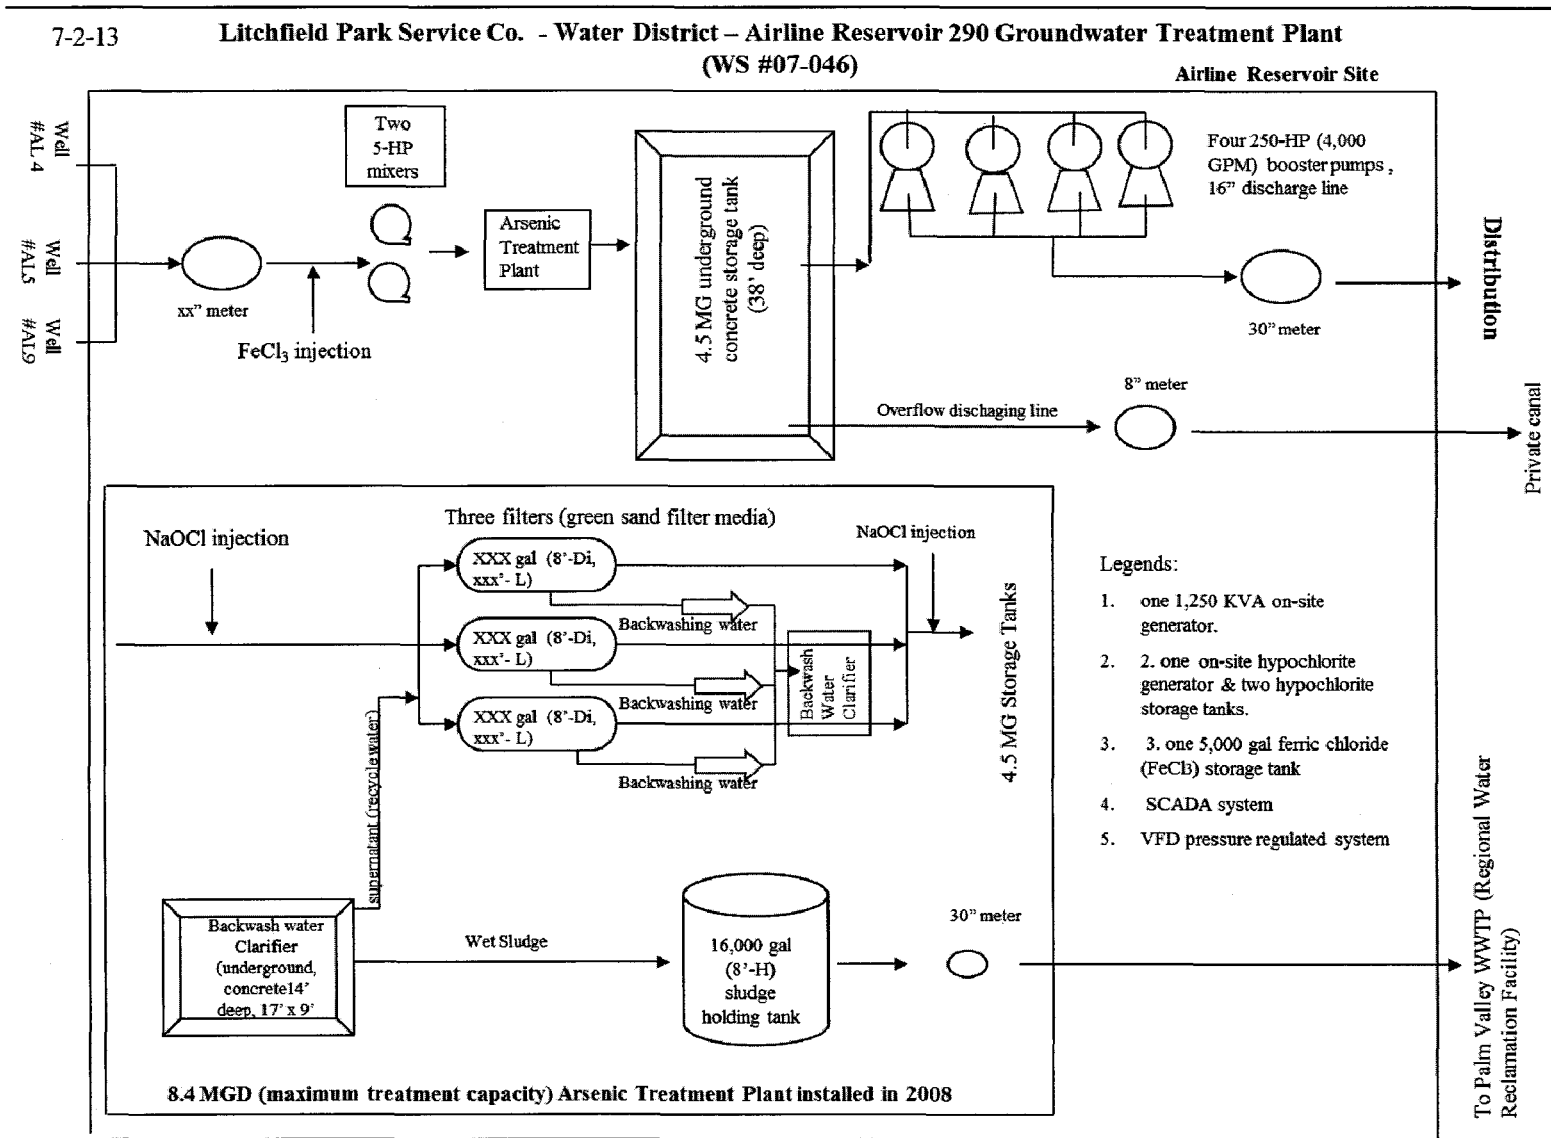 7-2-13
Litchfield Park Service Co. - Water District – Airline Reservoir 290 Groundwater Treatment Plant
(WS #07-046)
Airline Reservoir Site
Well
#AL4
Well
#AL5
Well
#AL9
xx” meter
FeCl3 injection
Two
5-HP
mixers
Arsenic
Treatment
Plant
4.5 MG underground
concrete storage tank
(38’ deep)
Four 250-HP (4,000
GPM) booster pumps ,
16” discharge line
30” meter
Distribution
Overflow dischaging line
8” meter
Private canal
NaOCl injection
Three filters (green sand filter media)
XXX gal (8’-Di,
xxx’- L)
XXX gal (8’-Di,
xxx’- L)
XXX gal (8’-Di,
xxx’- L)
Backwashing water
Backwashing water
Backwashing water
Backwash
Water
Clarifier
NaOCl injection
4.5 MG Storage Tanks
supernatant (recycle water)
Backwash water
Clarifier
(underground,
concrete14’
deep, 17’ x 9’
Wet Sludge
16,000 gal
(8’-H)
sludge
holding tank
30” meter
8.4 MGD (maximum treatment capacity) Arsenic Treatment Plant installed in 2008
Legends:
1. one 1,250 KVA on-site
generator.
2. 2. one on-site hypochlorite
generator & two hypochlorite
storage tanks.
3. 3. one 5,000 gal ferric chloride
(FeCl3) storage tank
4. SCADA system
5. VFD pressure regulated system
To Palm Valley WWTP (Regional Water
Reclamation Facility)